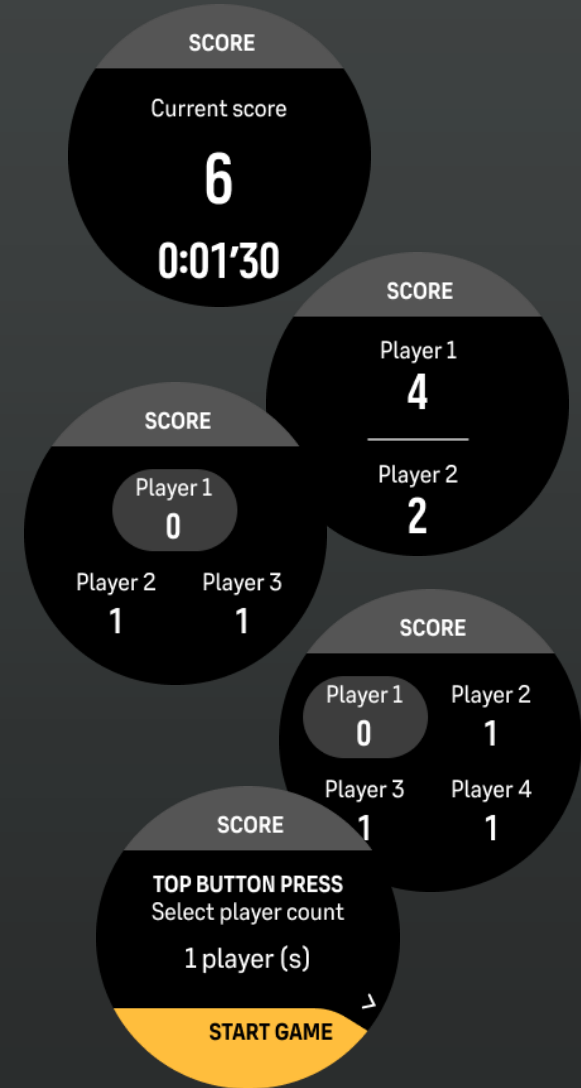 SCORE
Current score
6
0:01′30
SCORE
Player 1
4
Player 2
2
SCORE
Player 1
0
Player 2 Player 3
1 1
SCORE
Player 1 Player 2
0 1
Player 3 Player 4
1 1
SCORE
TOP BUTTON PRESS
Select player count
1 player (s)
START GAME